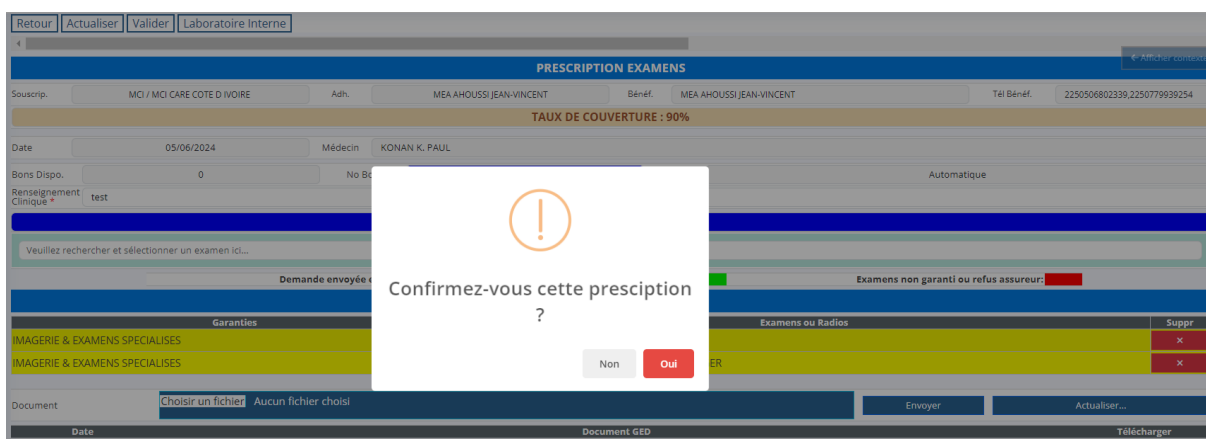 Retour Actualiser Valider Laboratoire Interne
← Afficher contexte
PRESCRIPTION EXAMENS
Souscrip. MCI / MCI CARE COTE D IVOIRE Adh. MEA AHOUSSI JEAN-VINCENT Bénéf. MEA AHOUSSI JEAN-VINCENT Tél Bénéf. 2250506802339,2250779939254
TAUX DE COUVERTURE : 90%
Date 05/06/2024 Médecin KONAN K. PAUL
Bons Dispo. 0 No Bo Automatique
Renseignement
Clinique * test
Veuillez rechercher et sélectionner un examen ici...
Demande envoyée Examens non garanti ou refus assureur:
Confirmez-vous cette presciption
?
Garanties Examens ou Radios Suppr
IMAGERIE & EXAMENS SPECIALISES ×
IMAGERIE & EXAMENS SPECIALISES ER ×
Non Oui
Document Choisir un fichier Aucun fichier choisi Envoyer Actualiser...
Date Document GED Télécharger